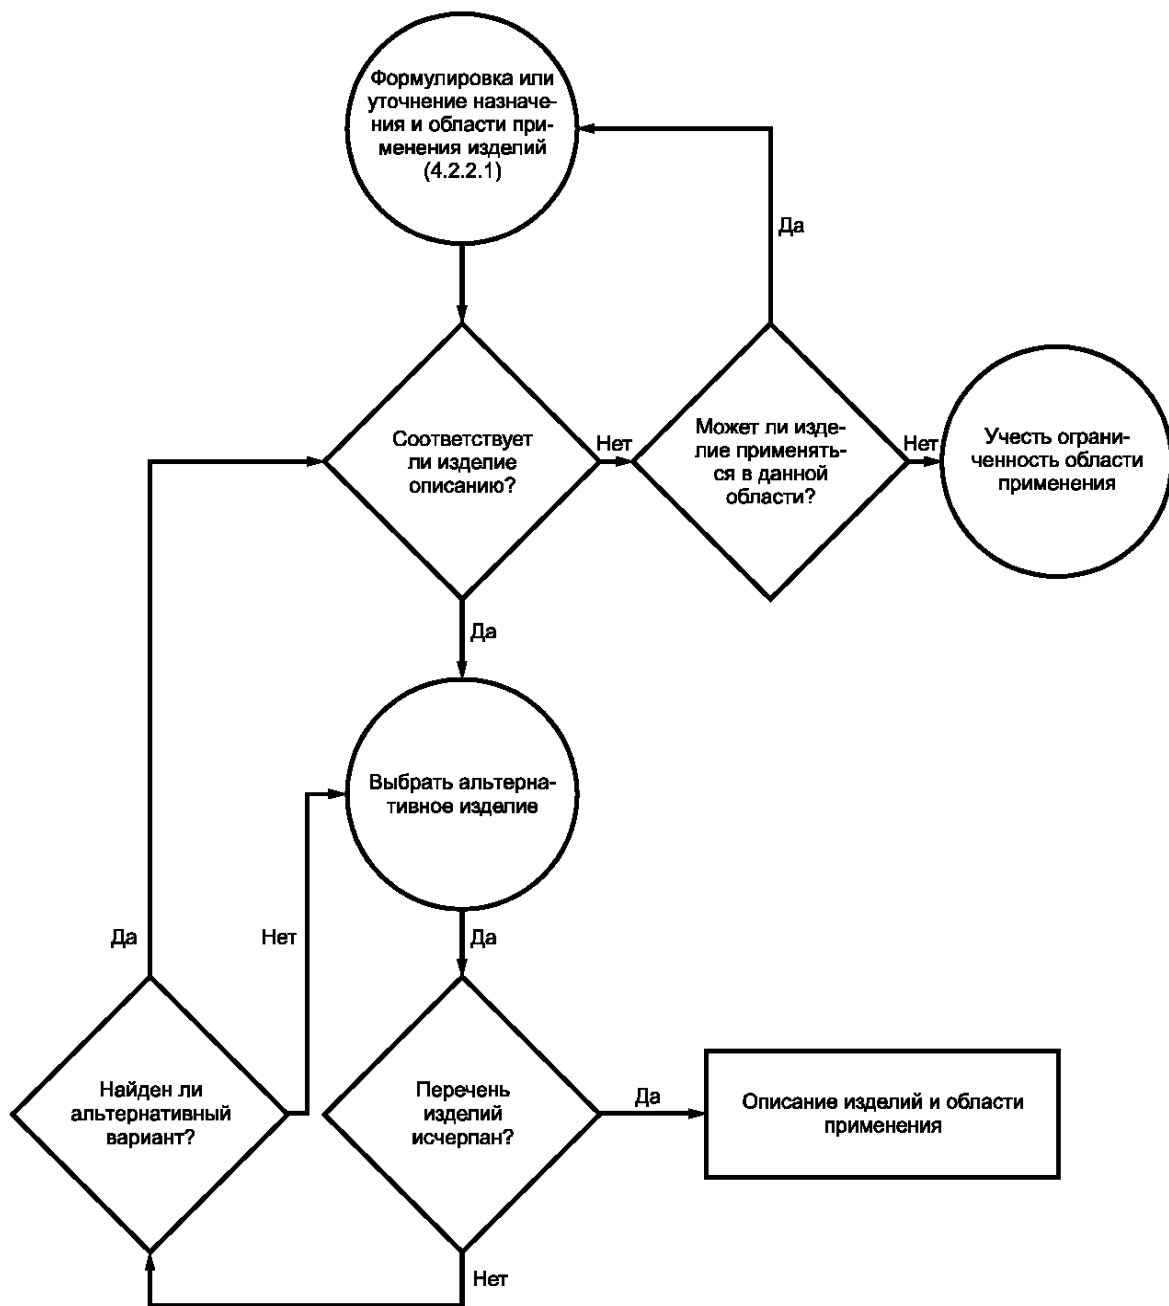 Формулировка или
уточнение назначе-
ния и области при-
менения изделий
(4.2.2.1)
Да
Соответствует
ли изделие
описанию?
Нет
Может ли изде-
лие применять-
ся в данной
области?
Нет
Учесть ограни-
ченность области
применения
Да
Выбрать альтерна-
тивное изделие
Да
Нет
Да
Найден ли
альтернативный
вариант?
Перечень
изделий
исчерпан?
Да
Описание изделий и области
применения
Нет